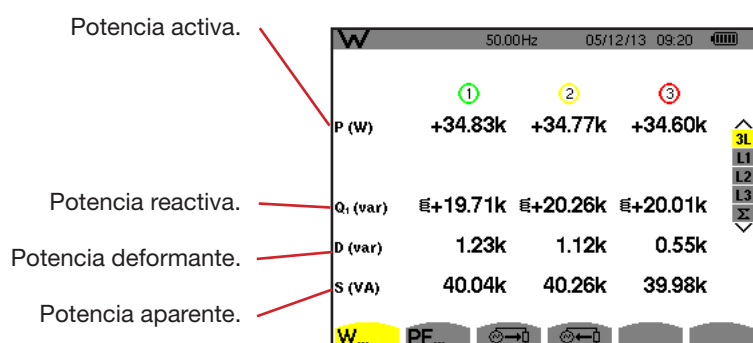 Potencia activa.
W 50.00Hz 05/12/13 09:20
1 2 3
P (W) +34.83k +34.77k +34.60k
3L
L1
L2
L3
Σ
Potencia reactiva.
Q₁ (var) +19.71k +20.26k +20.01k
Potencia deformante.
D (var) 1.23k 1.12k 0.55k
Potencia aparente.
S (VA) 40.04k 40.26k 39.98k
W... PF...